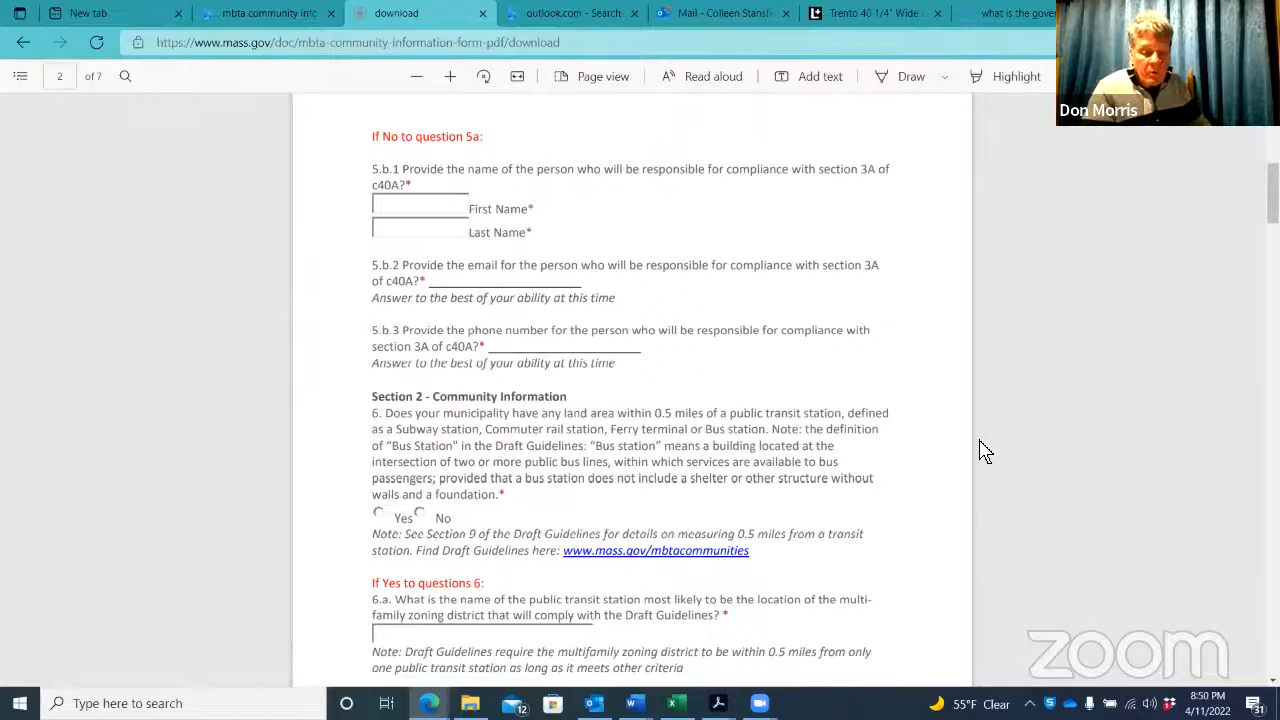 New Tab
mbta community inf
download
outlook.com - Search
Mail - Colleen Stansfie
Trento 40 1/4" Wide
what is the gove
https://www.mass.gov/doc/mbta-community-information-form-pdf/download
2 of 7
Page view
Read aloud
Add text
Draw
Highlight
Don Morris
If No to question 5a:
5.b.1 Provide the name of the person who will be responsible for compliance with section 3A of
c40A?*
First Name*
Last Name*
5.b.2 Provide the email for the person who will be responsible for compliance with section 3A
of c40A?*
Answer to the best of your ability at this time
5.b.3 Provide the phone number for the person who will be responsible for compliance with
section 3A of c40A?*
Answer to the best of your ability at this time
Section 2 - Community Information
6. Does your municipality have any land area within 0.5 miles of a public transit station, defined
as a Subway station, Commuter rail station, Ferry terminal or Bus station. Note: the definition
of “Bus Station" in the Draft Guidelines: “Bus station” means a building located at the
intersection of two or more public bus lines, within which services are available to bus
passengers; provided that a bus station does not include a shelter or other structure without
walls and a foundation.*
Yes No
Note: See Section 9 of the Draft Guidelines for details on measuring 0.5 miles from a transit
station. Find Draft Guidelines here: www.mass.gov/mbtacommunities
If Yes to questions 6:
6.a. What is the name of the public transit station most likely to be the location of the multi-
family zoning district that will comply with the Draft Guidelines? *
Note: Draft Guidelines require the multifamily zoning district to be within 0.5 miles from only
one public transit station as long as it meets other criteria
zoom
Type here to search
12
55°F Clear
8:50 PM
4/11/2022
31